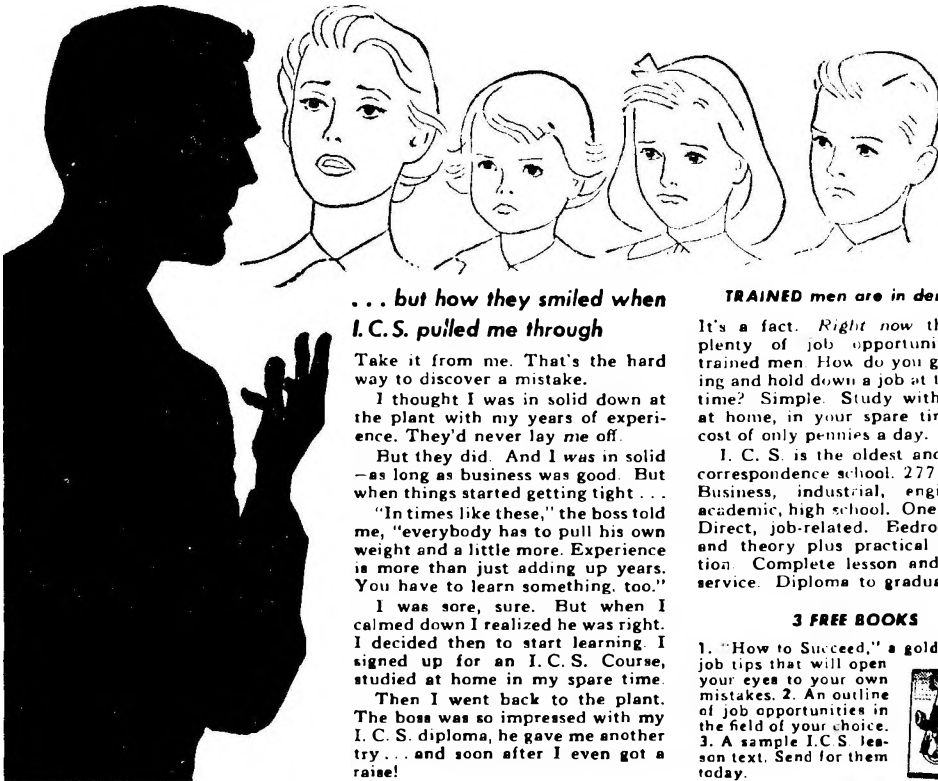 ... but how they smiled when
I. C. S. pulled me through
Take it from me. That's the hard
way to discover a mistake.
I thought I was in solid down at
the plant with my years of experi-
ence. They'd never lay me off.
But they did. And I was in solid
—as long as business was good. But
when things started getting tight ...
"In times like these," the boss told
me, "everybody has to pull his own
weight and a little more. Experience
is more than just adding up years.
You have to learn something, too."
I was sore, sure. But when I
calmed down I realized he was right.
I decided then to start learning. I
signed up for an I. C. S. Course,
studied at home in my spare time.
Then I went back to the plant.
The boss was so impressed with my
I. C. S. diploma, he gave me another
try ... and soon after I even got a
raise!
TRAINED men are in
It's a fact. Right now
plenty of job
trained men. How do you
ing and hold down a job at
time? Simple. Study with
at home, in your spare
cost of only pennies a day.
I. C. S. is the oldest
correspondence school. 277
Business, industrial,
academic, high school. One
Direct, job-related.
and theory plus practical
tion. Complete lesson and
service. Diploma to
3 FREE BOOKS
1. "How to Succeed," a
job tips that will open
your eyes to your own
mistakes. 2. An outline
of job opportunities in
the field of your choice.
3. A sample I.C.S. les-
son text. Send for them
today.